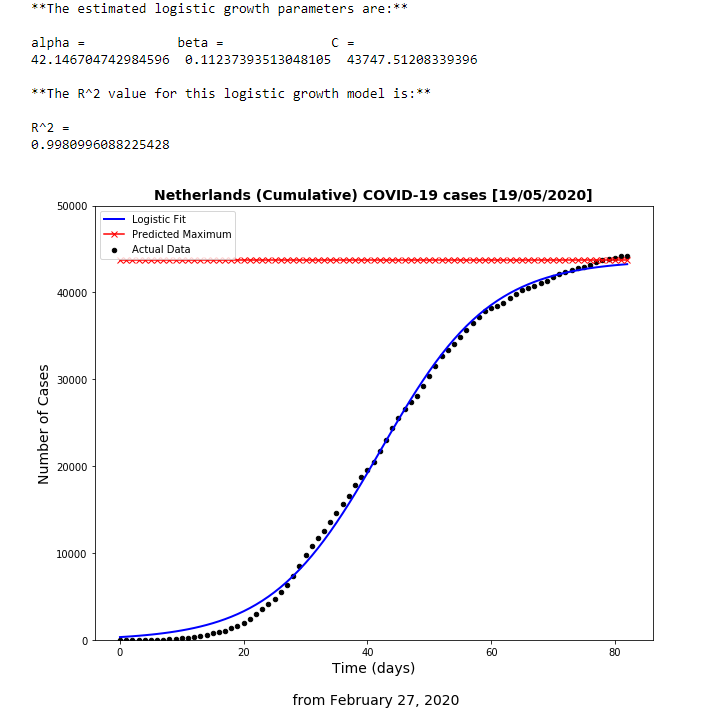 **The estimated logistic growth parameters are:**
alpha = beta = C =
42.146704742984596 0.11237393513048105 43747.51208339396
**The R^2 value for this logistic growth model is:**
R^2 =
0.9980996088225428
Netherlands (Cumulative) COVID-19 cases [19/05/2020]
Logistic Fit
Predicted Maximum
Actual Data
50000
40000
30000
20000
10000
0
Number of Cases
0 20 40 60 80
Time (days)
from February 27, 2020